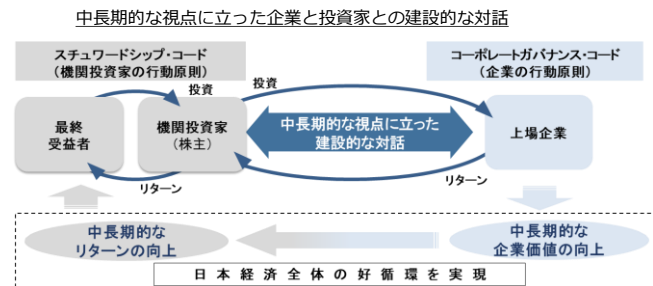 中長期的な視点に立った企業と投資家との建設的な対話
スチュワードシップ・コード
（機関投資家の行動原則）
コーポレートガバナンス・コード
（企業の行動原則）
投資
投資
最終
受益者
機関投資家
（株主）
中長期的な視点に立った
建設的な対話
上場企業
リターン
リターン
中長期的な
リターンの向上
中長期的な
企業価値の向上
日本経済全体の好循環を実現